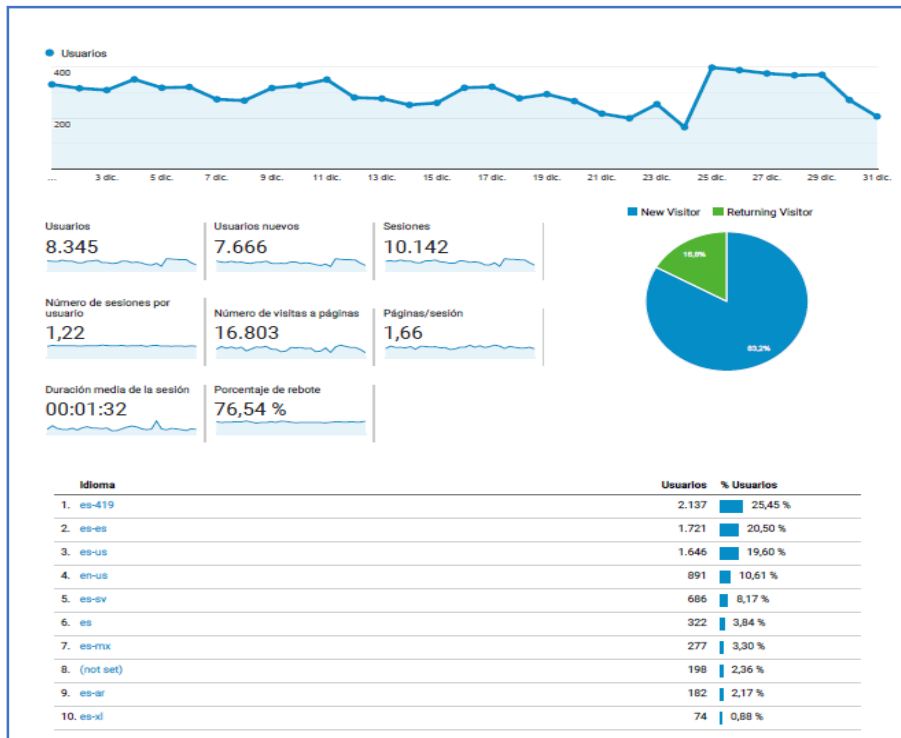 Usuarios
400
200
... 3 dic. 5 dic. 7 dic. 9 dic. 11 dic. 13 dic. 15 dic. 17 dic. 19 dic. 21 dic. 23 dic. 25 dic. 27 dic. 29 dic. 31 dic.
New Visitor Returning Visitor
Usuarios Usuarios nuevos Sesiones
8.345 7.666 10.142
Número de sesiones por
usuario
Número de visitas a páginas Páginas/sesión
1,22 16.803 1,66
16,8%
83,2%
Duración media de la sesión Porcentaje de rebote
00:01:32 76,54 %
Idioma Usuarios % Usuarios
1. es-419 2.137 25,45 %
2. es-es 1.721 20,50 %
3. es-us 1.646 19,60 %
4. en-us 891 10,61 %
5. es-sv 686 8,17 %
6. es 322 3,84 %
7. es-mx 277 3,30 %
8. (not set) 198 2,36 %
9. es-ar 182 2,17 %
10. es-xl 74 0,88 %